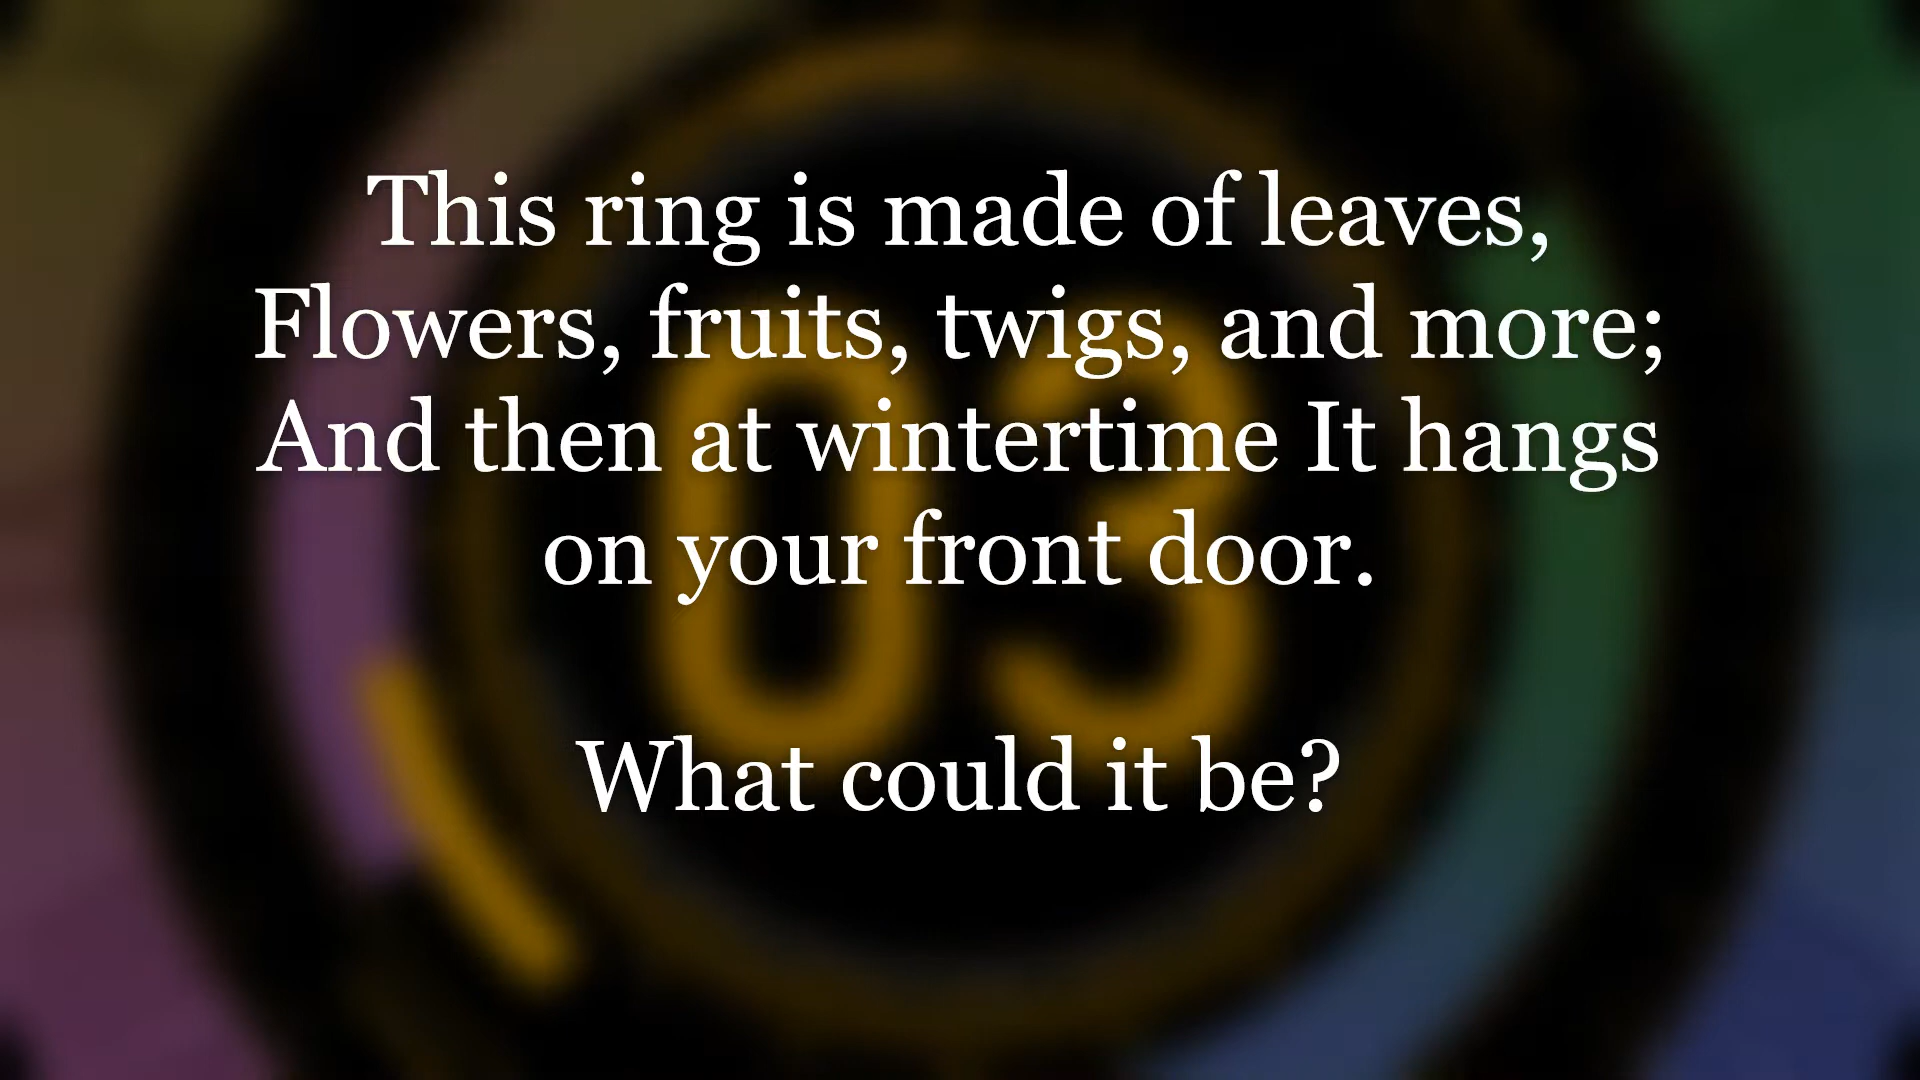 This ring is made of leaves,
Flowers, fruits, twigs, and more;
And then at wintertime It hangs
on your front door.
What could it be?
03